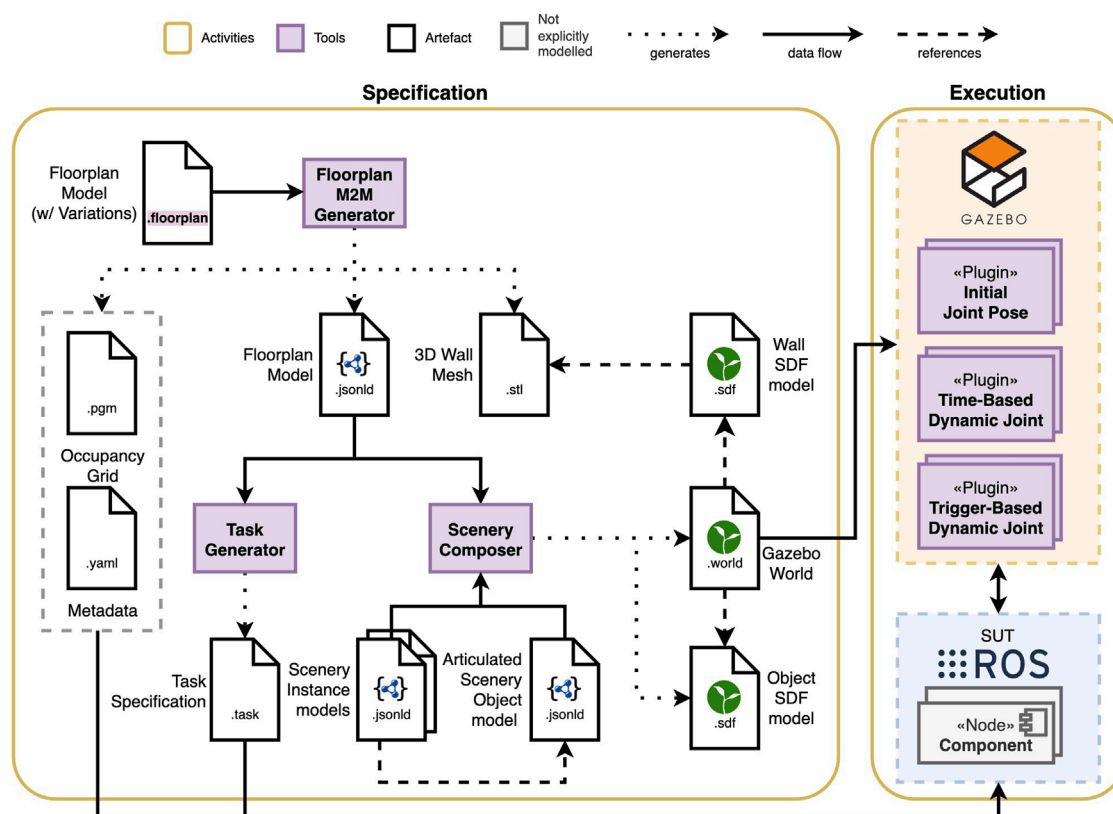 Activities
Tools
Artefact
Not
explicitly
modelled
generates
data flow
references
Specification
Execution
Floorplan
Model
(w/ Variations)
.floorplan
Floorplan
M2M
Generator
GAZEBO
«Plugin»
Initial
Joint Pose
«Plugin»
Time-Based
Dynamic Joint
«Plugin»
Trigger-Based
Dynamic Joint
.pgm
Occupancy
Grid
.yaml
Metadata
Floorplan
Model
.jsonld
3D Wall
Mesh
.stl
.sdf
Wall
SDF
model
Task
Generator
Scenery
Composer
.world
Gazebo
World
Task
Specification
.task
Scenery
Instance
models
.jsonld
Articulated
Scenery
Object
model
.jsonld
.sdf
Object
SDF
model
SUT
ROS
«Node»
Component